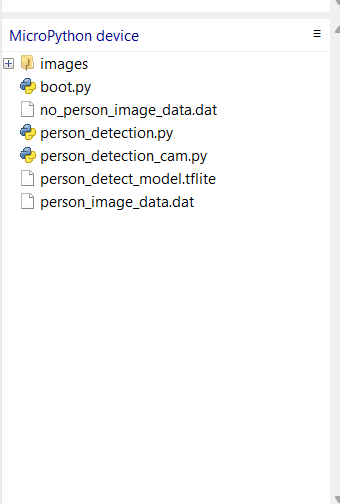 MicroPython device
images
boot.py
no_person_image_data.dat
person_detection.py
person_detection_cam.py
person_detect_model.tflite
person_image_data.dat